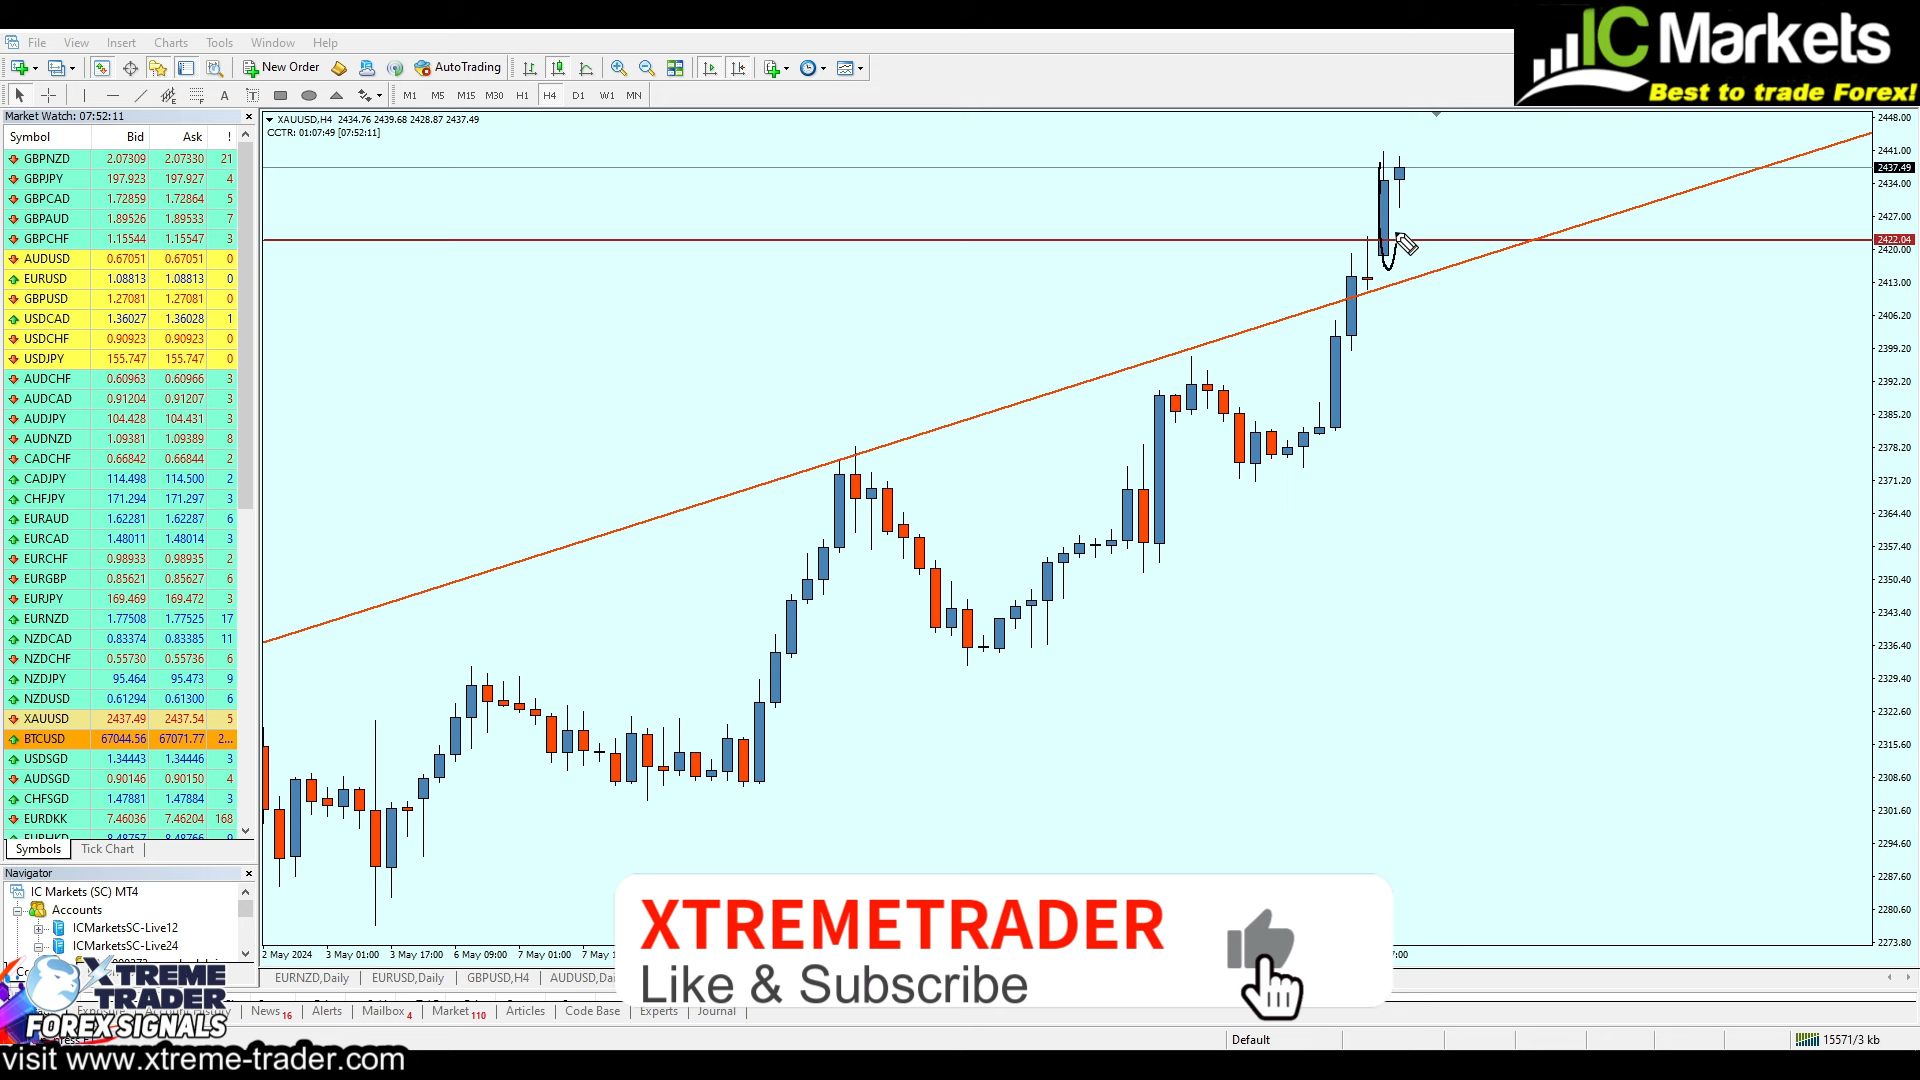 IC Markets
Best to trade Forex!
File View Insert Charts Tools Window Help
New Order AutoTrading
A T M1 M5 M15 M30 H1 H4 D1 W1 MN
Market Watch: 07:52:11
Symbol Bid Ask !
GBPNZD 2.07309 2.07330 21
GBPJPY 197.923 197.927 4
GBPCAD 1.72859 1.72864 5
GBPAUD 1.89526 1.89533 7
GBPCHF 1.15544 1.15547 3
AUDUSD 0.67051 0.67051 0
EURUSD 1.08813 1.08813 0
GBPUSD 1.27081 1.27081 0
USDCAD 1.36027 1.36028 1
USDCHF 0.90923 0.90923 0
USDJPY 155.747 155.747 0
AUDCHF 0.60963 0.60966 3
AUDCAD 0.91204 0.91207 3
AUDJPY 104.428 104.431 3
AUDNZD 1.09381 1.09389 8
CADCHF 0.66842 0.66844 2
CADJPY 114.498 114.500 2
CHFJPY 171.294 171.297 3
EURAUD 1.62281 1.62287 6
EURCAD 1.48011 1.48014 3
EURCHF 0.98933 0.98935 2
EURGBP 0.85621 0.85627 6
EURJPY 169.469 169.472 3
EURNZD 1.77508 1.77525 17
NZDCAD 0.83374 0.83385 11
NZDCHF 0.55730 0.55736 6
NZDJPY 95.464 95.473 9
NZDUSD 0.61294 0.61300 6
XAUUSD 2437.49 2437.54 5
BTCUSD 67044.56 67071.77 2...
USDSGD 1.34443 1.34446 3
AUDSGD 0.90146 0.90150 4
CHFSGD 1.47881 1.47884 3
EURDKK 7.46036 7.46204 168
EURHKD 8.48757 8.48766 9
Symbols Tick Chart
Navigator
IC Markets (SC) MT4
Accounts
ICMarketsSC-Live12
ICMarketsSC-Live24
XAUUSD,H4 2434.76 2439.68 2428.87 2437.49
CCTR: 01:07:49 [07:52:11]
2448.00
2441.00
2437.49
2434.00
2427.00
2422.04
2420.00
2413.00
2406.20
2399.20
2392.20
2385.20
2378.20
2371.20
2364.40
2357.40
2350.40
2343.40
2336.40
2329.40
2322.60
2315.60
2308.60
2301.60
2294.60
2287.60
2280.60
2273.80
2 May 2024 3 May 01:00 3 May 17:00 6 May 09:00 7 May 01:00
EURNZD,Daily EURUSD,Daily GBPUSD,H4
XTREMETRADER
Like & Subscribe
News 16 Alerts Mailbox 4 Market 110 Articles Code Base Experts Journal
Default 15571/3 kb
XTREME
TRADER
FOREX SIGNALS
visit www.xtreme-trader.com